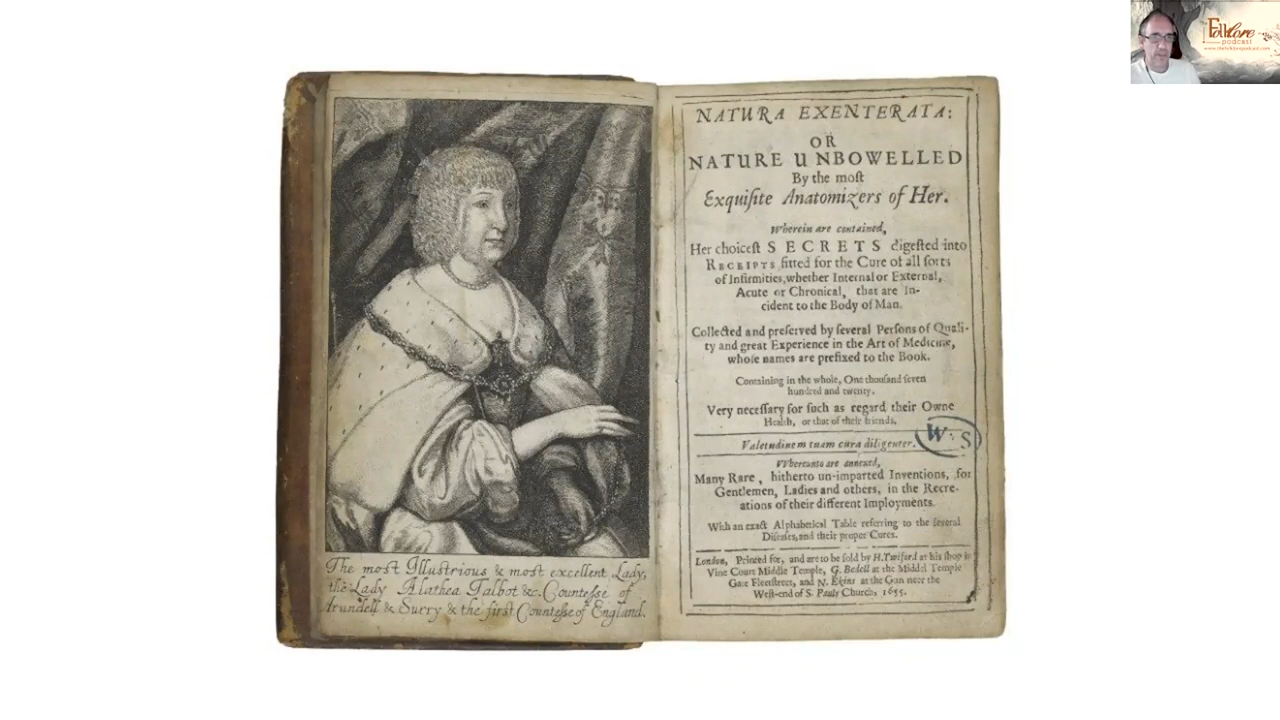 The most Illustrious & most excellent Lady,
the Lady Alathea Talbot &c. Countesse of
Arundell & Surry & the first Countesse of England.
NATURA EXENTERATA:
OR
NATURE UNBOWELLED
By the moſt
Exquiſite Anatomizers of Her.
Wherein are contained,
Her choiceſt SECRETS digeſted into
RECEIPTS fitted for the Cure of all ſorts
of Infirmities, whether Internal or External,
Acute or Chronical, that are In-
cident to the Body of Man.
Collected and preſerved by ſeveral Perſons of Quali-
ty and great Experience in the Art of Medicine,
whoſe names are prefixed to the Book.
Containing in the whole, One thouſand ſeven
hundred and twenty.
Very neceſſary for ſuch as regard their Owne
Health, or that of their friends.
Valetudinem tuam cura diligenter.
W S
Whereunto are annexed,
Many Rare, hitherto un-imparted Inventions, for
Gentlemen, Ladies and others, in the Recre-
ations of their different Imployments.
With an exact Alphabetical Table referring to the ſeveral
Diſeaſes, and their proper Cures.
London, Printed for, and are to be ſold by H. Twiford at his ſhop in
Vine Court Middle Temple, G. Bedell at the Middel Temple
Gate Fleetſtreet, and N. Ekins at the Gun neer the
Weſt-end of S. Pauls Church, 1655.
Folklore
podcast
www.thefolklorepodcast.com